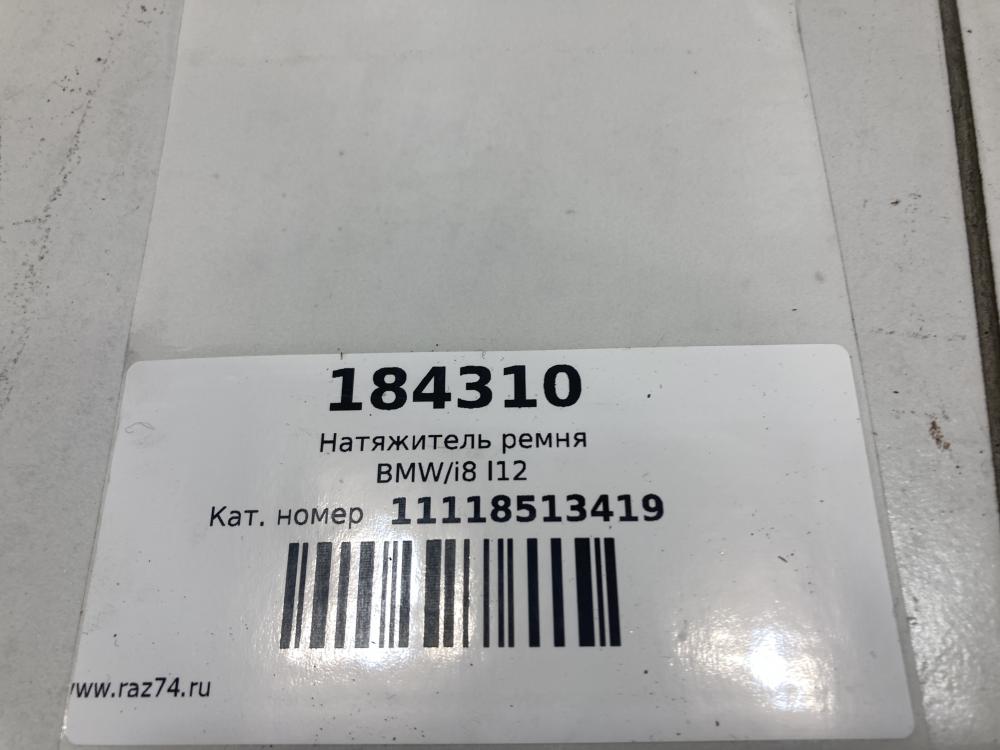 184310
Натяжитель ремня
BMW/i8 I12
Кат. номер 11118513419
www.raz74.ru